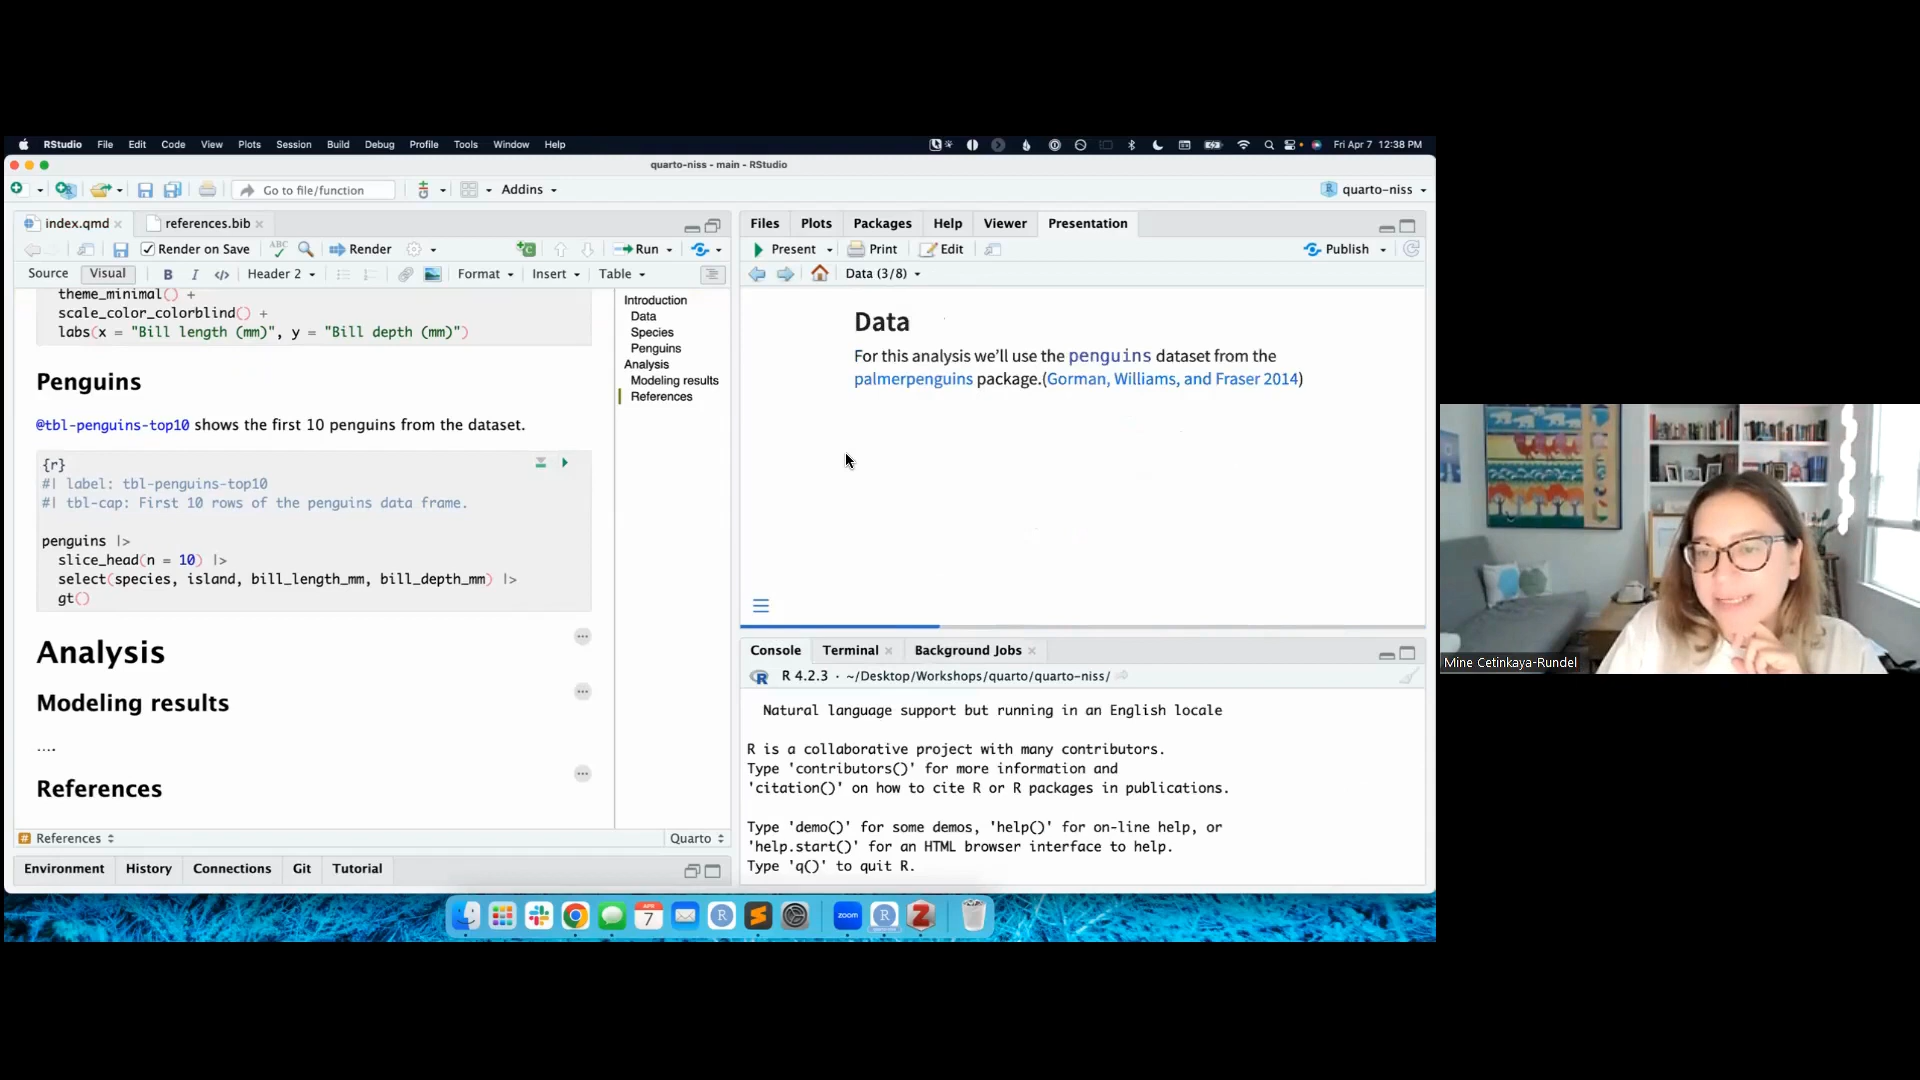 RStudio File Edit Code View Plots Session Build Debug Profile Tools Window Help Fri Apr 7 12:38 PM
quarto-niss - main - RStudio
Go to file/function Addins quarto-niss
index.qmd references.bib
Render on Save ABC Render Run
Source Visual B I </> Header 2 Format Insert Table
theme_minimal() +
scale_color_colorblind() +
labs(x = "Bill length (mm)", y = "Bill depth (mm)")
Penguins
@tbl-penguins-top10 shows the first 10 penguins from the dataset.
{r}
#| label: tbl-penguins-top10
#| tbl-cap: First 10 rows of the penguins data frame.
penguins |>
slice_head(n = 10) |>
select(species, island, bill_length_mm, bill_depth_mm) |>
gt()
Analysis
Modeling results
....
References
Introduction
Data
Species
Penguins
Analysis
Modeling results
References
# References Quarto
Environment History Connections Git Tutorial
Files Plots Packages Help Viewer Presentation
Present Print Edit Publish
Data (3/8)
Data
For this analysis we'll use the penguins dataset from the
palmerpenguins package.(Gorman, Williams, and Fraser 2014)
Console Terminal Background Jobs
R R 4.2.3 · ~/Desktop/Workshops/quarto/quarto-niss/
Natural language support but running in an English locale
R is a collaborative project with many contributors.
Type 'contributors()' for more information and
'citation()' on how to cite R or R packages in publications.
Type 'demo()' for some demos, 'help()' for on-line help, or
'help.start()' for an HTML browser interface to help.
Type 'q()' to quit R.
APR
7
R
zoom
R
Z
Mine Cetinkaya-Rundel